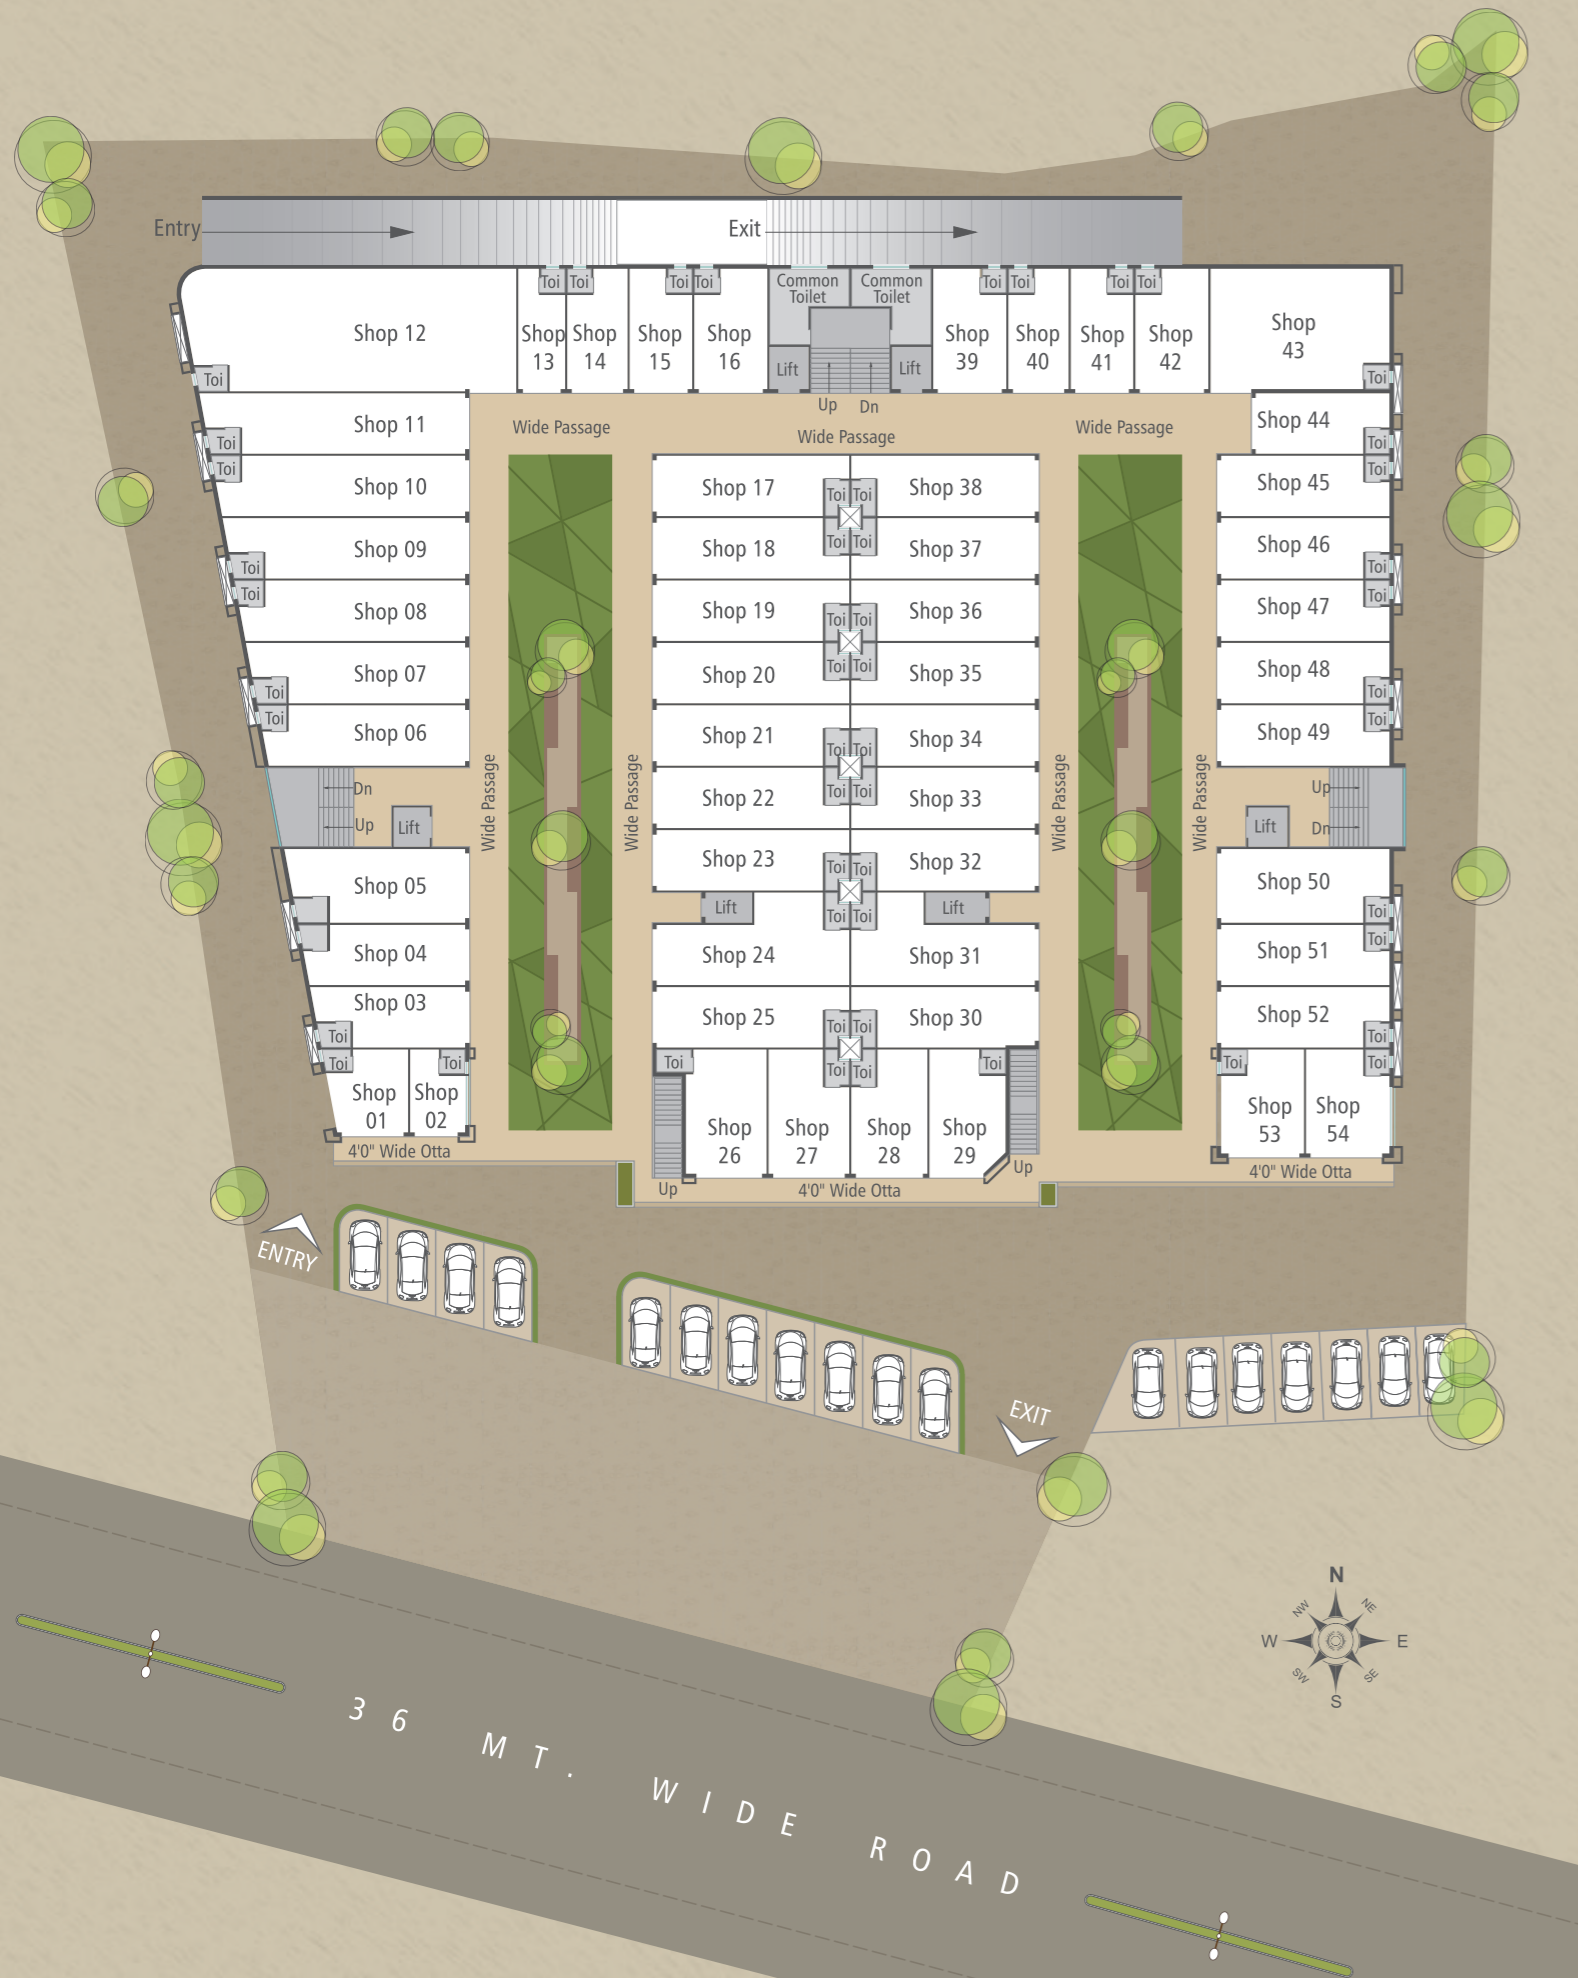 Entry
Exit
Common
Toilet
Common
Toilet
Toi
Toi
Toi
Toi
Toi
Toi
Toi
Toi
Shop 12
Shop
13
Shop
14
Shop
15
Shop
16
Lift
Lift
Up
Dn
Shop
39
Shop
40
Shop
41
Shop
42
Shop
43
Toi
Toi
Wide Passage
Wide Passage
Wide Passage
Shop 11
Toi
Toi
Shop 10
Shop 09
Toi
Toi
Shop 08
Shop 07
Toi
Toi
Shop 06
Dn
Up
Lift
Shop 05
Shop 04
Shop 03
Toi
Toi
Toi
Shop
01
Shop
02
4'0" Wide Otta
Wide Passage
Wide Passage
Shop 17
Toi
Toi
Shop 38
Shop 18
Toi
Toi
Shop 37
Shop 19
Toi
Toi
Shop 36
Shop 20
Toi
Toi
Shop 35
Shop 21
Toi
Toi
Shop 34
Shop 22
Toi
Toi
Shop 33
Shop 23
Toi
Toi
Shop 32
Lift
Toi
Toi
Lift
Shop 24
Shop 31
Shop 25
Toi
Toi
Shop 30
Toi
Toi
Toi
Toi
Shop
26
Shop
27
Shop
28
Shop
29
Up
Up
4'0" Wide Otta
Wide Passage
Wide Passage
Shop 44
Toi
Toi
Shop 45
Shop 46
Toi
Toi
Shop 47
Shop 48
Toi
Toi
Shop 49
Up
Dn
Lift
Shop 50
Toi
Toi
Shop 51
Shop 52
Toi
Toi
Toi
Shop
53
Shop
54
4'0" Wide Otta
ENTRY
EXIT
N
NE
E
SE
S
SW
W
NW
36 MT. WIDE ROAD